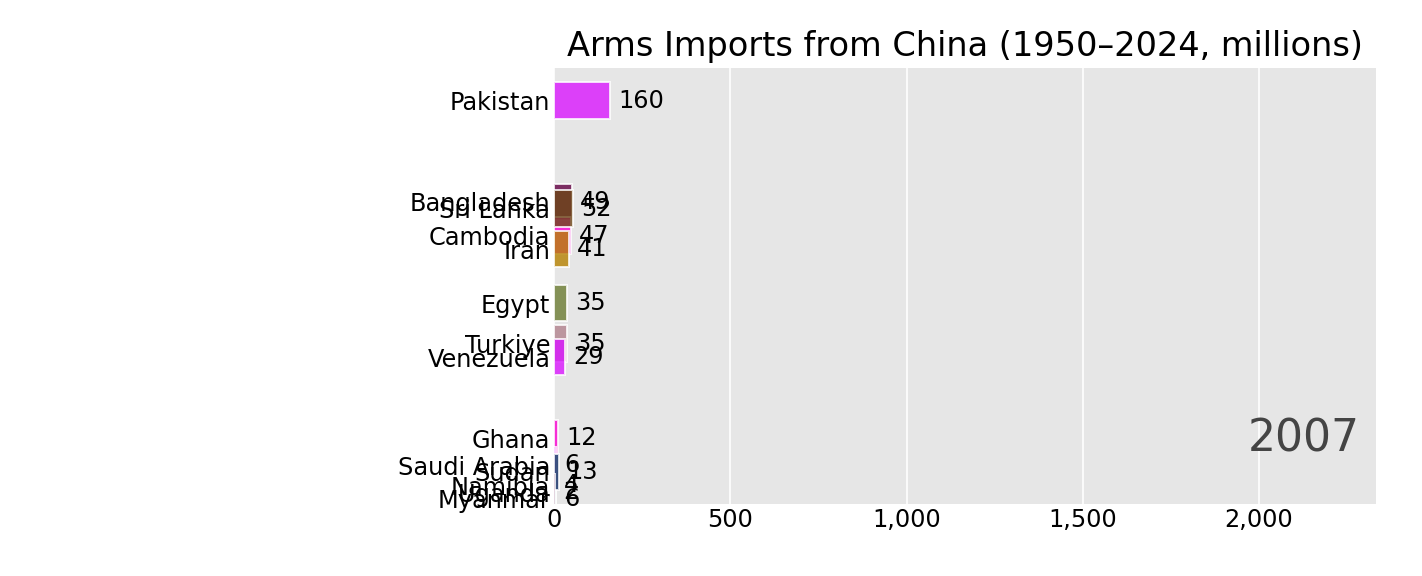 Arms Imports from China (1950–2024, millions)
Pakistan 160
Bangladesh 49
Sri Lanka 52
Cambodia 47
Iran 41
Egypt 35
Turkiye 35
Venezuela 29
2007
Ghana 12
Saudi Arabia 6
Sudan 13
Namibia
Uganda
Myanmar 6
0 500 1,000 1,500 2,000